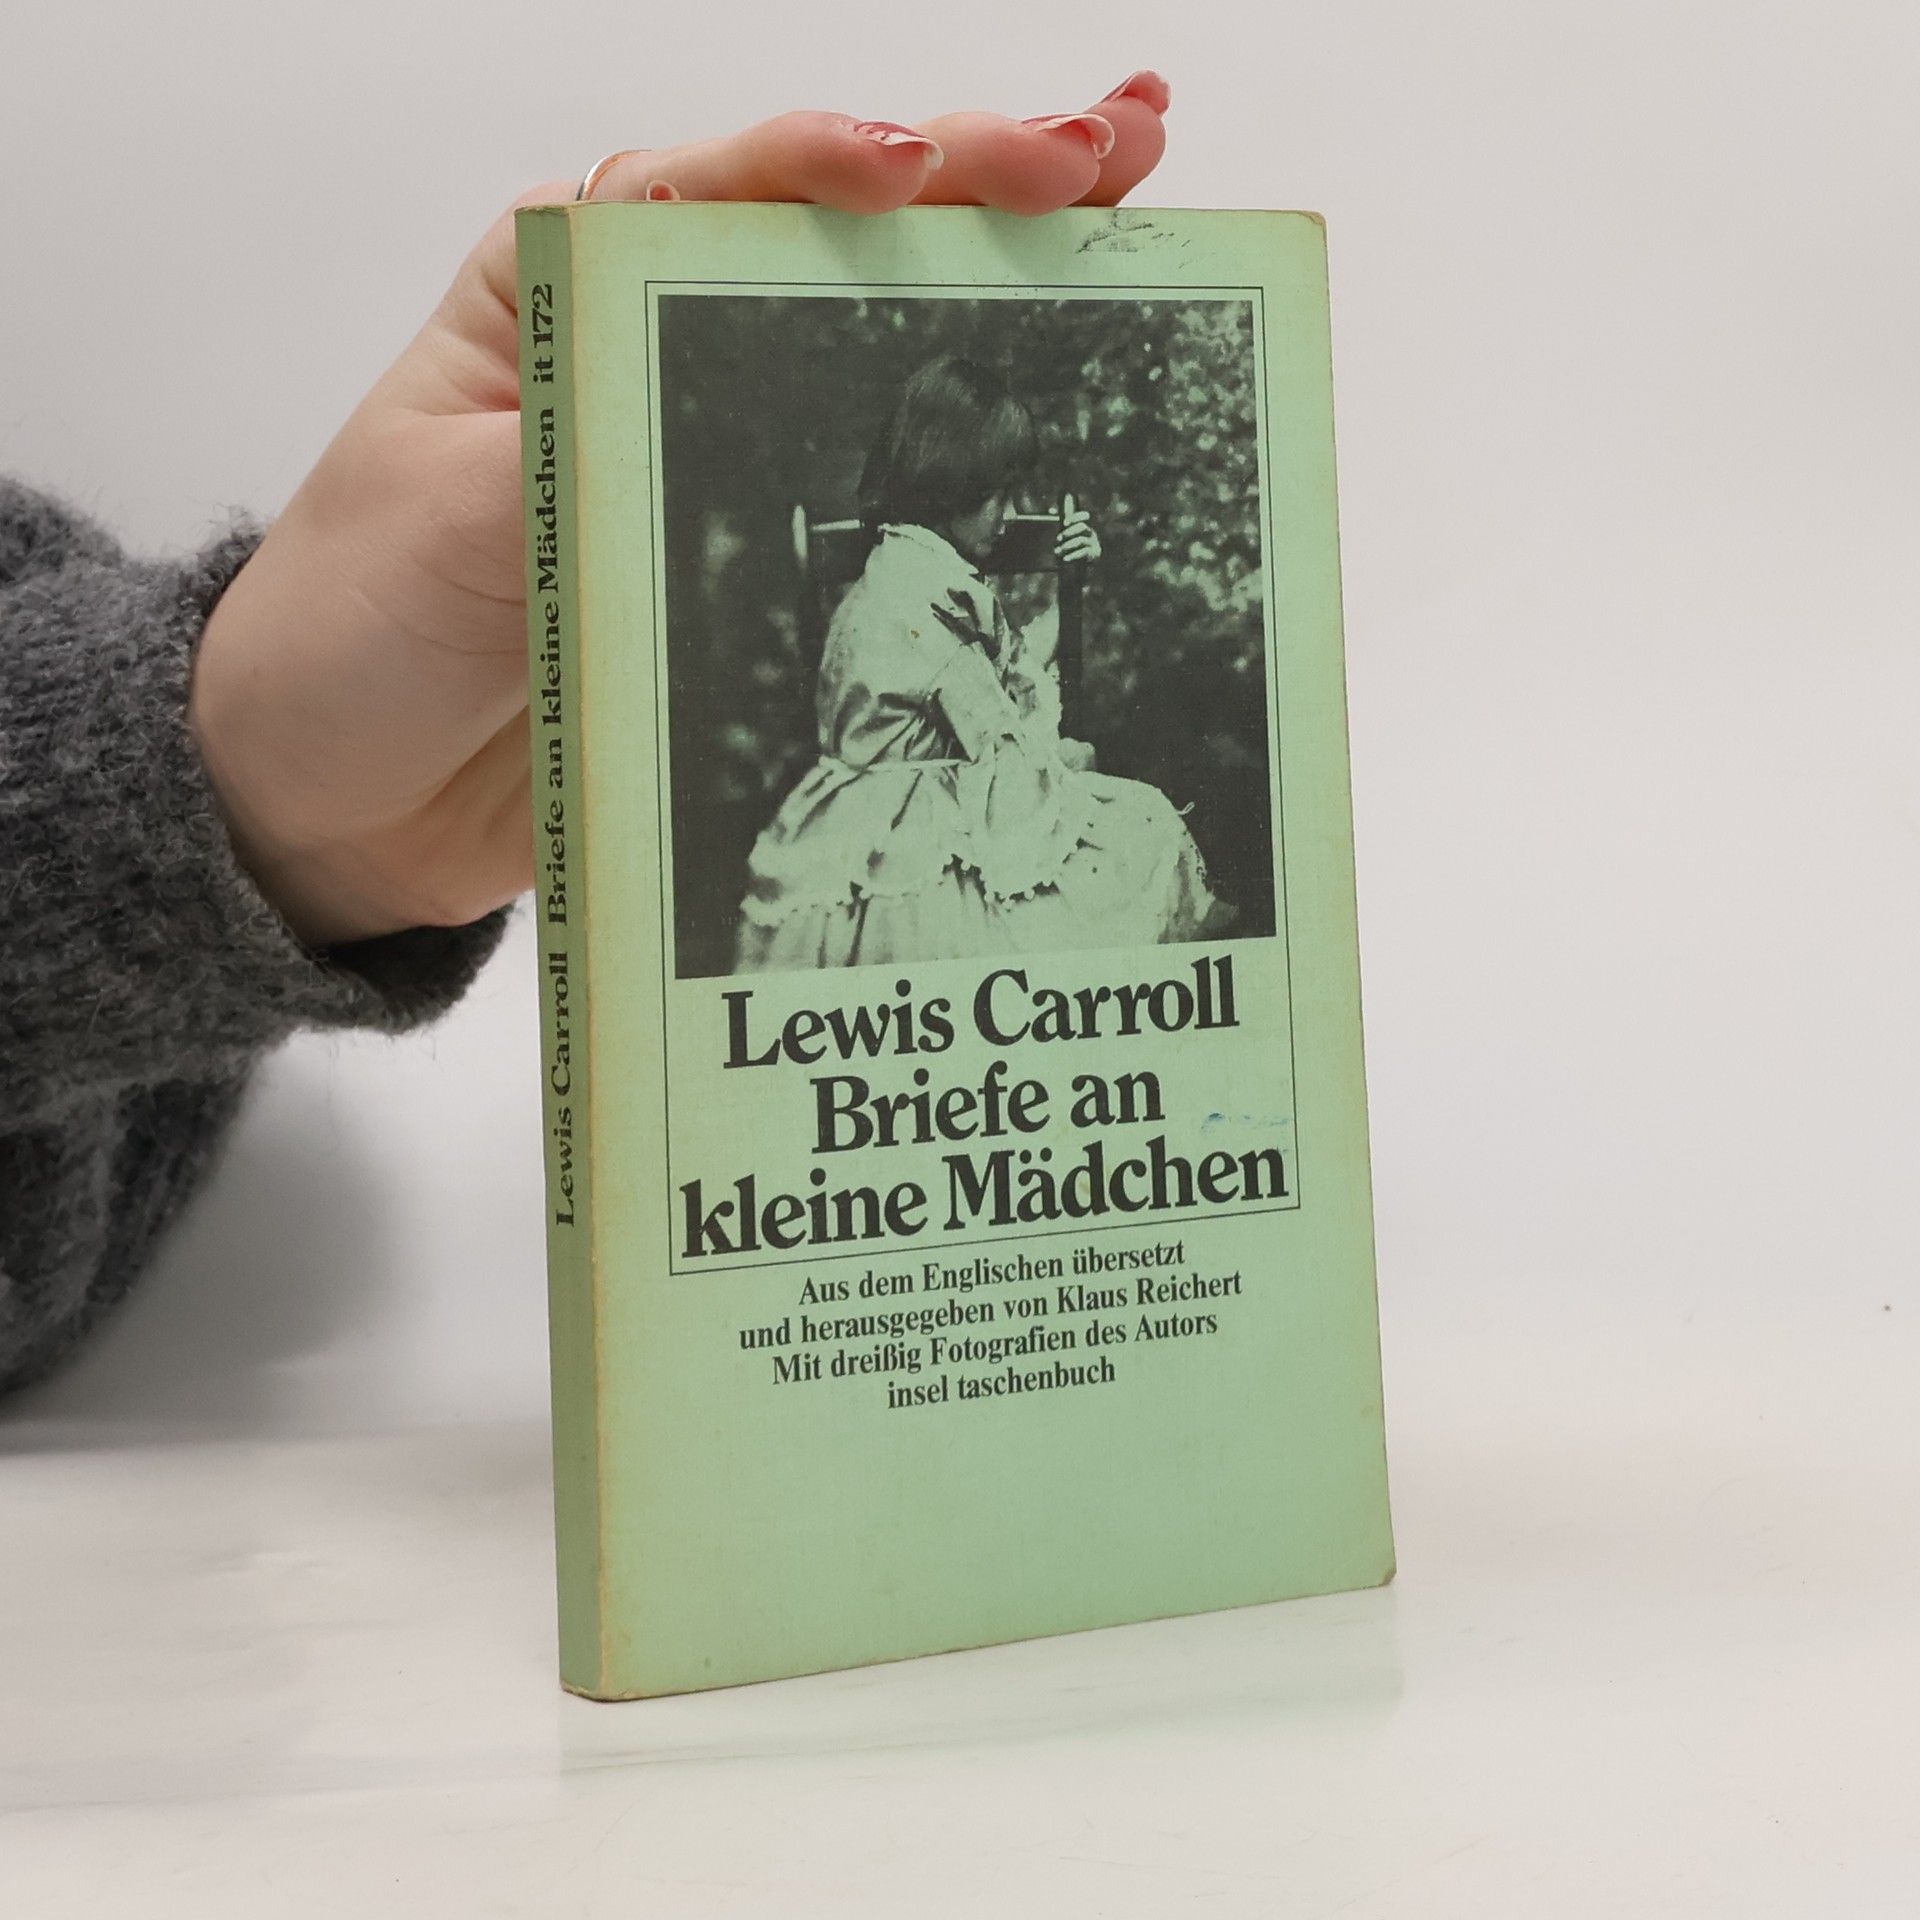 Lewis Carroll Briefe an kleine Mädchen it 172
Lewis Carroll
Briefe an
kleine Mädchen
Aus dem Englischen übersetzt
und herausgegeben von Klaus Reichert
Mit dreißig Fotografien des Autors
insel taschenbuch